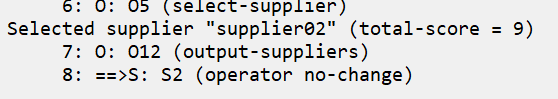 6: O: O5 (select-supplier)
Selected supplier "supplier02" (total-score = 9)
7: O: O12 (output-suppliers)
8: ==>S: S2 (operator no-change)